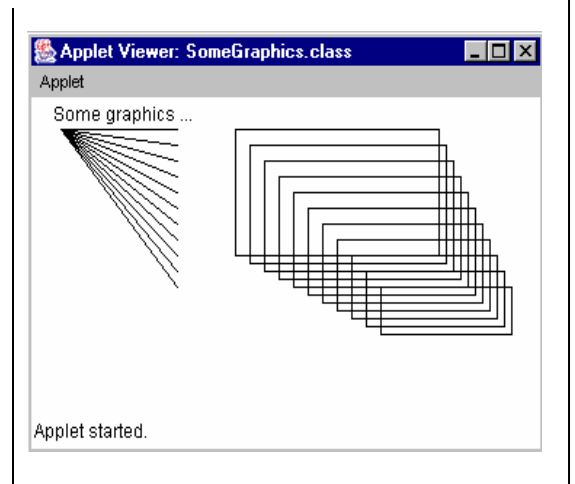 Applet Viewer: SomeGraphics.class
Applet
Some graphics ...
Applet started.